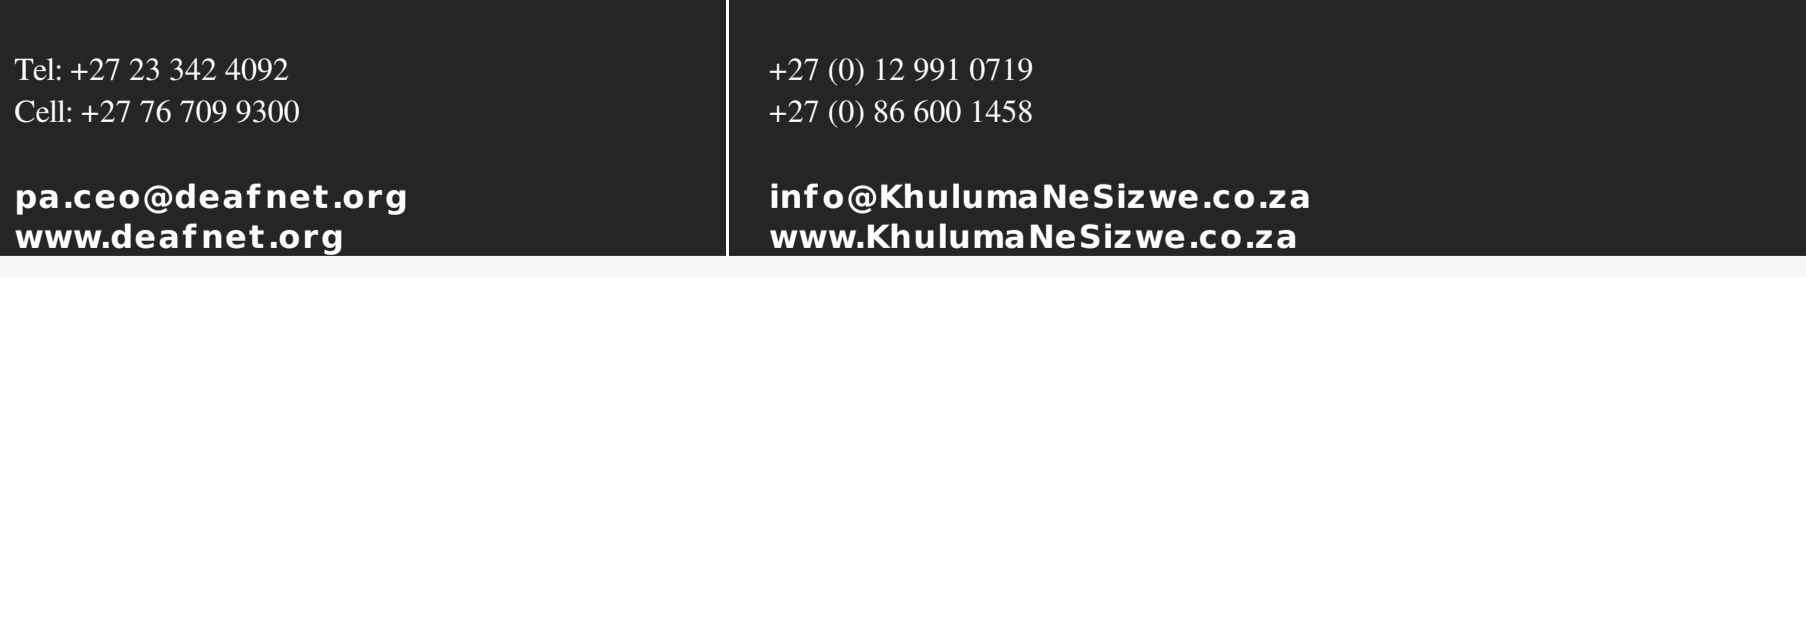 Tel: +27 23 342 4092
Cell: +27 76 709 9300
pa.ceo@deafnet.org
www.deafnet.org
+27 (0) 12 991 0719
+27 (0) 86 600 1458
info@KhulumaNeSizwe.co.za
www.KhulumaNeSizwe.co.za